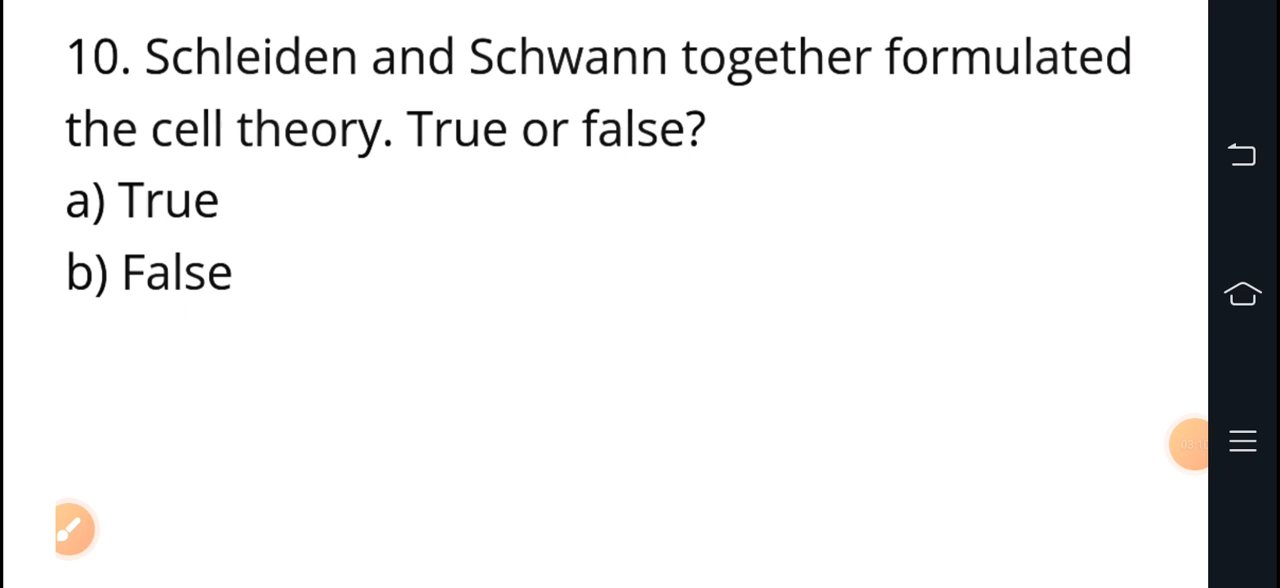 10. Schleiden and Schwann together formulated
the cell theory. True or false?
a) True
b) False